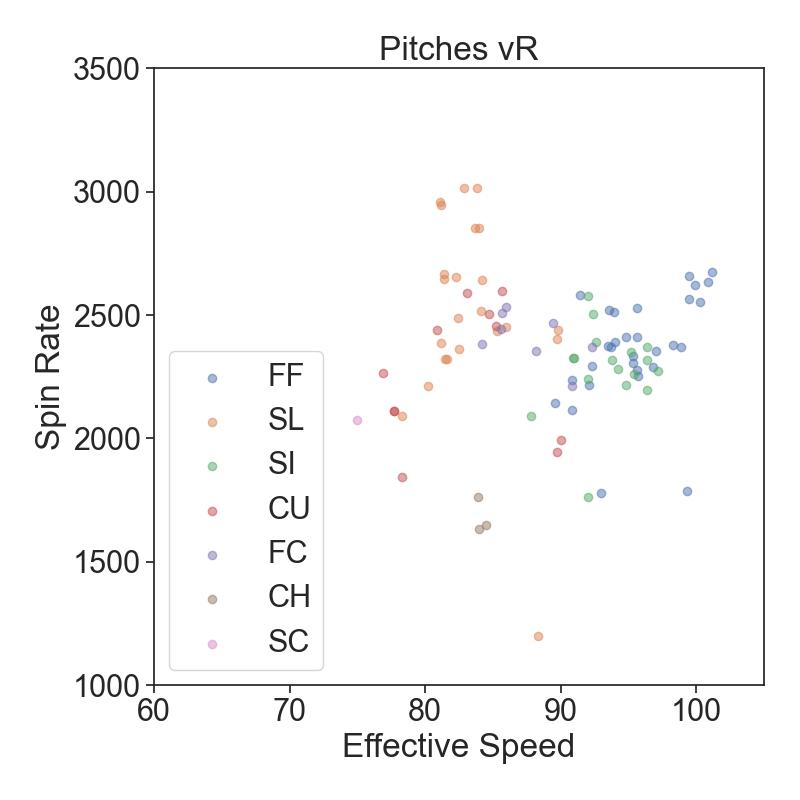 Pitches vR
3500
3000
2500
2000
1500
1000
Spin Rate
FF
SL
SI
CU
FC
CH
SC
60 70 80 90 100
Effective Speed